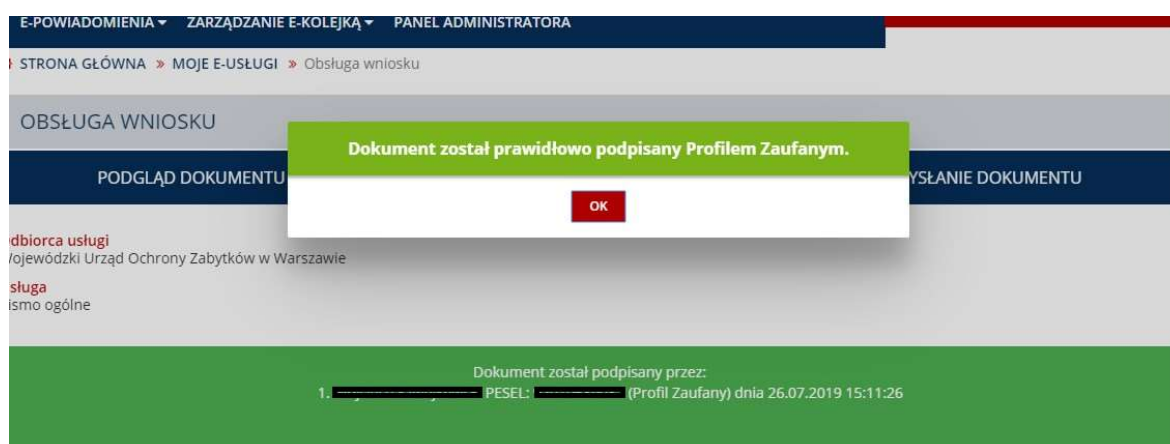 E-POWIADOMIENIA ZARZĄDZANIE E-KOLEJKĄ PANEL ADMINISTRATORA
STRONA GŁÓWNA » MOJE E-USŁUGI » Obsługa wniosku
OBSŁUGA WNIOSKU
Dokument został prawidłowo podpisany Profilem Zaufanym.
PODGLĄD DOKUMENTU YSŁANIE DOKUMENTU
OK
dbiorca usługi
ojewódzki Urząd Ochrony Zabytków w Warszawie
sługa
ismo ogólne
Dokument został podpisany przez:
1. PESEL: (Profil Zaufany) dnia 26.07.2019 15:11:26